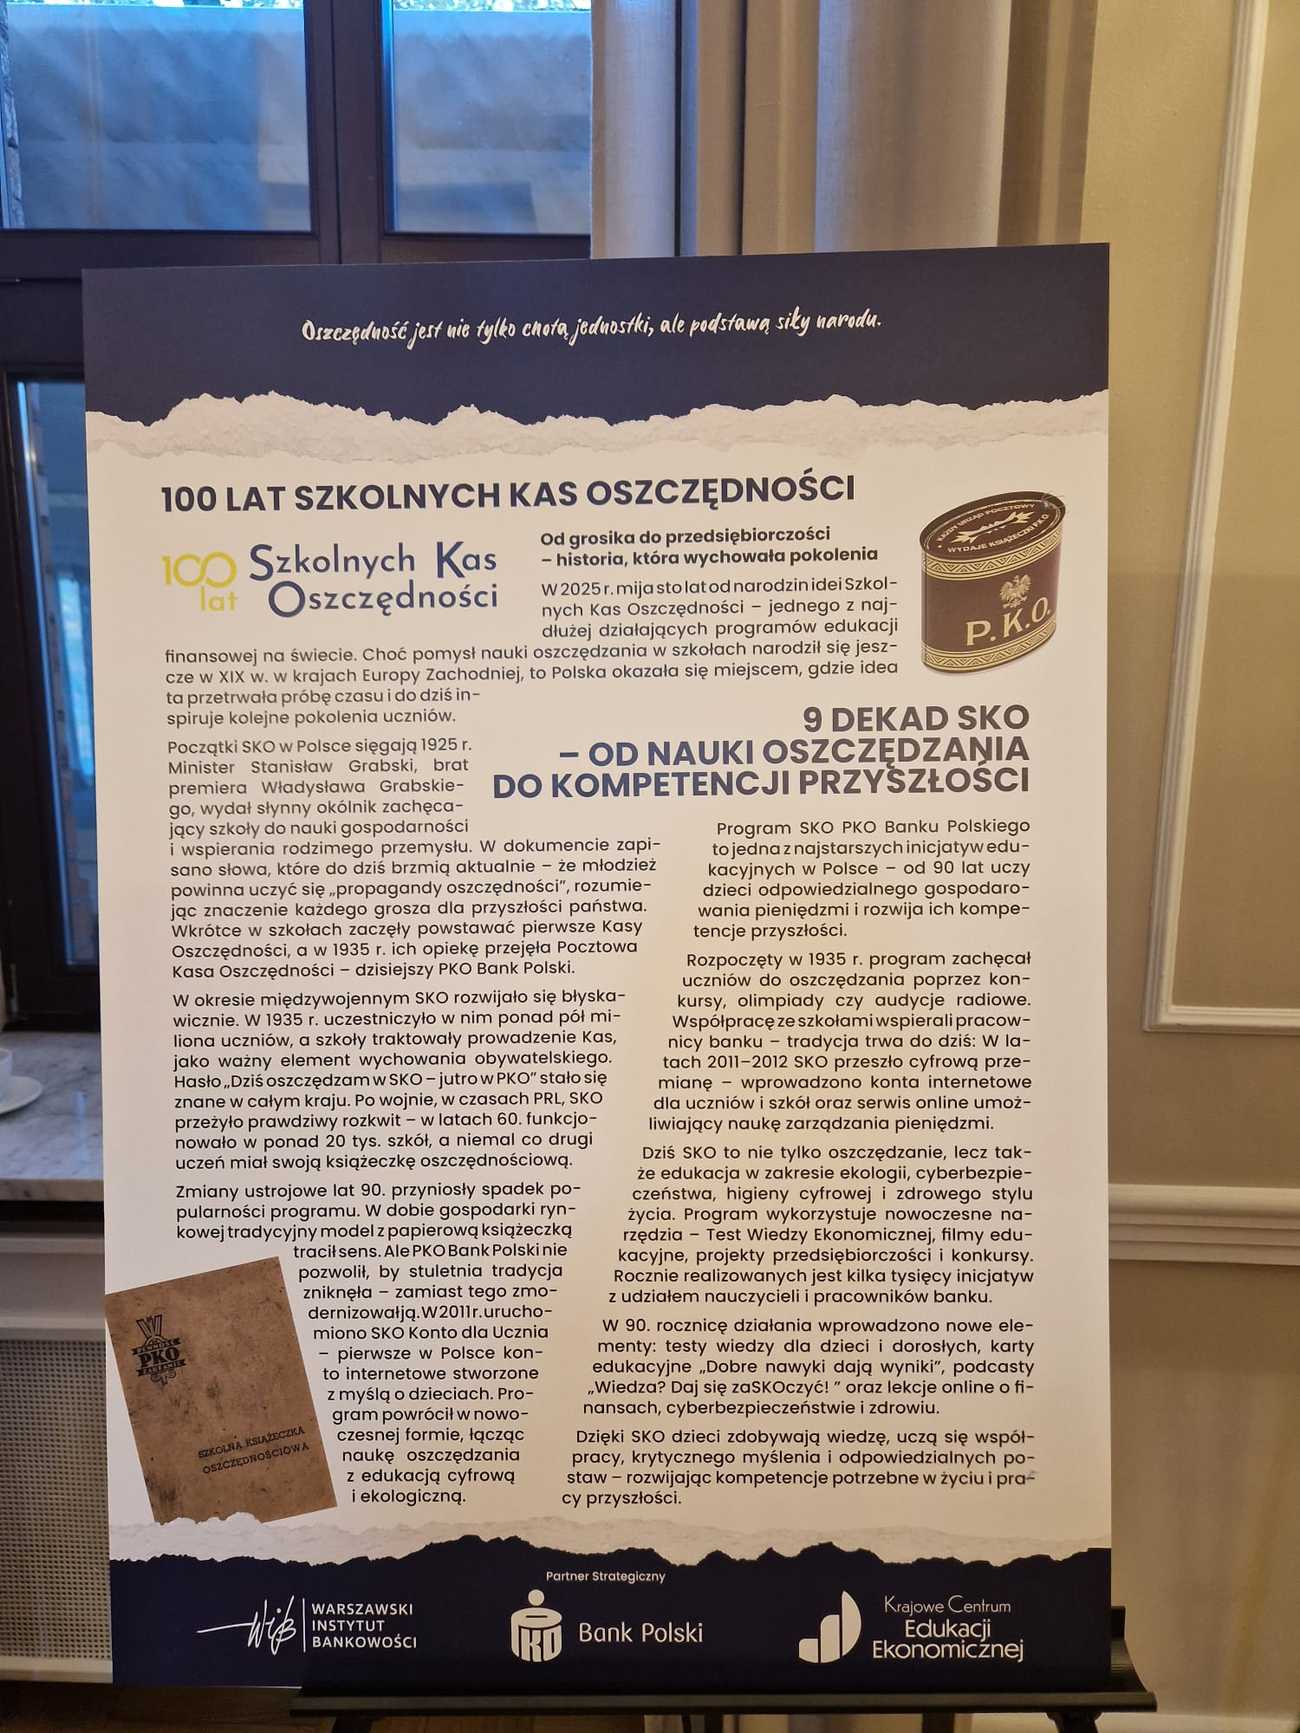 Oszczędność jest nie tylko cnotą jednostki, ale podstawą siły narodu.
100 LAT SZKOLNYCH KAS OSZCZĘDNOŚCI
100 lat
Szkolnych Kas
Oszczędności
Od grosika do przedsiębiorczości
– historia, która wychowała pokolenia
W 2025 r. mija sto lat od narodzin idei Szkol-
nych Kas Oszczędności – jednego z naj-
dłużej działających programów edukacji
finansowej na świecie. Choć pomysł nauki oszczędzania w szkołach narodził się jesz-
cze w XIX w. w krajach Europy Zachodniej, to Polska okazała się miejscem, gdzie idea
ta przetrwała próbę czasu i do dziś in-
spiruje kolejne pokolenia uczniów.
Początki SKO w Polsce sięgają 1925 r.
Minister Stanisław Grabski, brat
premiera Władysława Grabskie-
go, wydał słynny okólnik zachęca-
jący szkoły do nauki gospodarności
i wspierania rodzimego przemysłu. W dokumencie zapi-
sano słowa, które do dziś brzmią aktualnie – że młodzież
powinna uczyć się „propagandy oszczędności”, rozumie-
jąc znaczenie każdego grosza dla przyszłości państwa.
Wkrótce w szkołach zaczęły powstawać pierwsze Kasy
Oszczędności, a w 1935 r. ich opiekę przejęła Pocztowa
Kasa Oszczędności – dzisiejszy PKO Bank Polski.
W okresie międzywojennym SKO rozwijało się błyska-
wicznie. W 1935 r. uczestniczyło w nim ponad pół mi-
liona uczniów, a szkoły traktowały prowadzenie Kas,
jako ważny element wychowania obywatelskiego.
Hasło „Dziś oszczędzam w SKO – jutro w PKO” stało się
znane w całym kraju. Po wojnie, w czasach PRL, SKO
przeżyło prawdziwy rozkwit – w latach 60. funkcjo-
nowało w ponad 20 tys. szkół, a niemal co drugi
uczeń miał swoją książeczkę oszczędnościową.
Zmiany ustrojowe lat 90. przyniosły spadek po-
pularności programu. W dobie gospodarki ryn-
kowej tradycyjny model z papierową książeczką
tracił sens. Ale PKO Bank Polski nie
pozwolił, by stuletnia tradycja
zniknęła – zamiast tego zmo-
dernizował ją. W 2011 r. urucho-
miono SKO Konto dla Ucznia
– pierwsze w Polsce kon-
to internetowe stworzone
z myślą o dzieciach. Pro-
gram powrócił w nowo-
czesnej formie, łącząc
naukę oszczędzania
z edukacją cyfrową
i ekologiczną.
KAŻDY URZĄD POCZTOWY
WYDAJE KSIĄŻECZKI P.K.O
P.K.O.
9 DEKAD SKO
– OD NAUKI OSZCZĘDZANIA
DO KOMPETENCJI PRZYSZŁOŚCI
Program SKO PKO Banku Polskiego
to jedna z najstarszych inicjatyw edu-
kacyjnych w Polsce – od 90 lat uczy
dzieci odpowiedzialnego gospodaro-
wania pieniędzmi i rozwija ich kompe-
tencje przyszłości.
Rozpoczęty w 1935 r. program zachęcał
uczniów do oszczędzania poprzez kon-
kursy, olimpiady czy audycje radiowe.
Współpracę ze szkołami wspierali pracow-
nicy banku – tradycja trwa do dziś: W la-
tach 2011–2012 SKO przeszło cyfrową prze-
mianę – wprowadzono konta internetowe
dla uczniów i szkół oraz serwis online umoż-
liwiający naukę zarządzania pieniędzmi.
Dziś SKO to nie tylko oszczędzanie, lecz tak-
że edukacja w zakresie ekologii, cyberbezpie-
czeństwa, higieny cyfrowej i zdrowego stylu
życia. Program wykorzystuje nowoczesne na-
rzędzia – Test Wiedzy Ekonomicznej, filmy edu-
kacyjne, projekty przedsiębiorczości i konkursy.
Rocznie realizowanych jest kilka tysięcy inicjatyw
z udziałem nauczycieli i pracowników banku.
W 90. rocznicę działania wprowadzono nowe ele-
menty: testy wiedzy dla dzieci i dorosłych, karty
edukacyjne „Dobre nawyki dają wyniki”, podcasty
„Wiedza? Daj się zaSKOczyć! ” oraz lekcje online o fi-
nansach, cyberbezpieczeństwie i zdrowiu.
Dzięki SKO dzieci zdobywają wiedzę, uczą się współ-
pracy, krytycznego myślenia i odpowiedzialnych po-
staw – rozwijając kompetencje potrzebne w życiu i pra-
cy przyszłości.
PEWNOŚĆ
PKO
ZAUFANIE
SZKOLNA KSIĄŻECZKA
OSZCZĘDNOŚCIOWA
Partner Strategiczny
WIB
WARSZAWSKI
INSTYTUT
BANKOWOŚCI
PKO
Bank Polski
Krajowe Centrum
Edukacji
Ekonomicznej